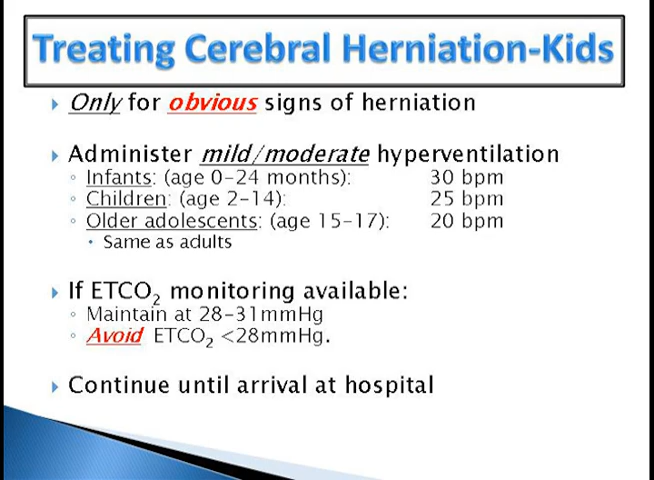 Treating Cerebral Herniation-Kids
Only for obvious signs of herniation
Administer mild/moderate hyperventilation
Infants: (age 0-24 months): 30 bpm
Children: (age 2-14): 25 bpm
Older adolescents: (age 15-17): 20 bpm
Same as adults
If ETCO₂ monitoring available:
Maintain at 28-31mmHg
Avoid ETCO₂ <28mmHg.
Continue until arrival at hospital